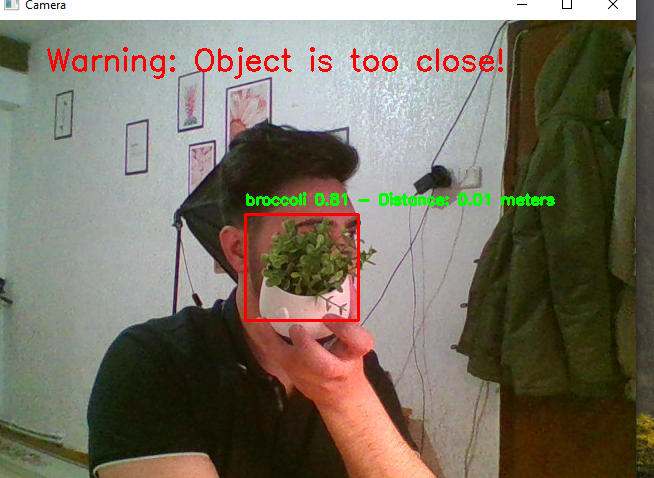 Camera
Warning: Object is too close!
broccoli 0.81 - Distance: 0.01 meters